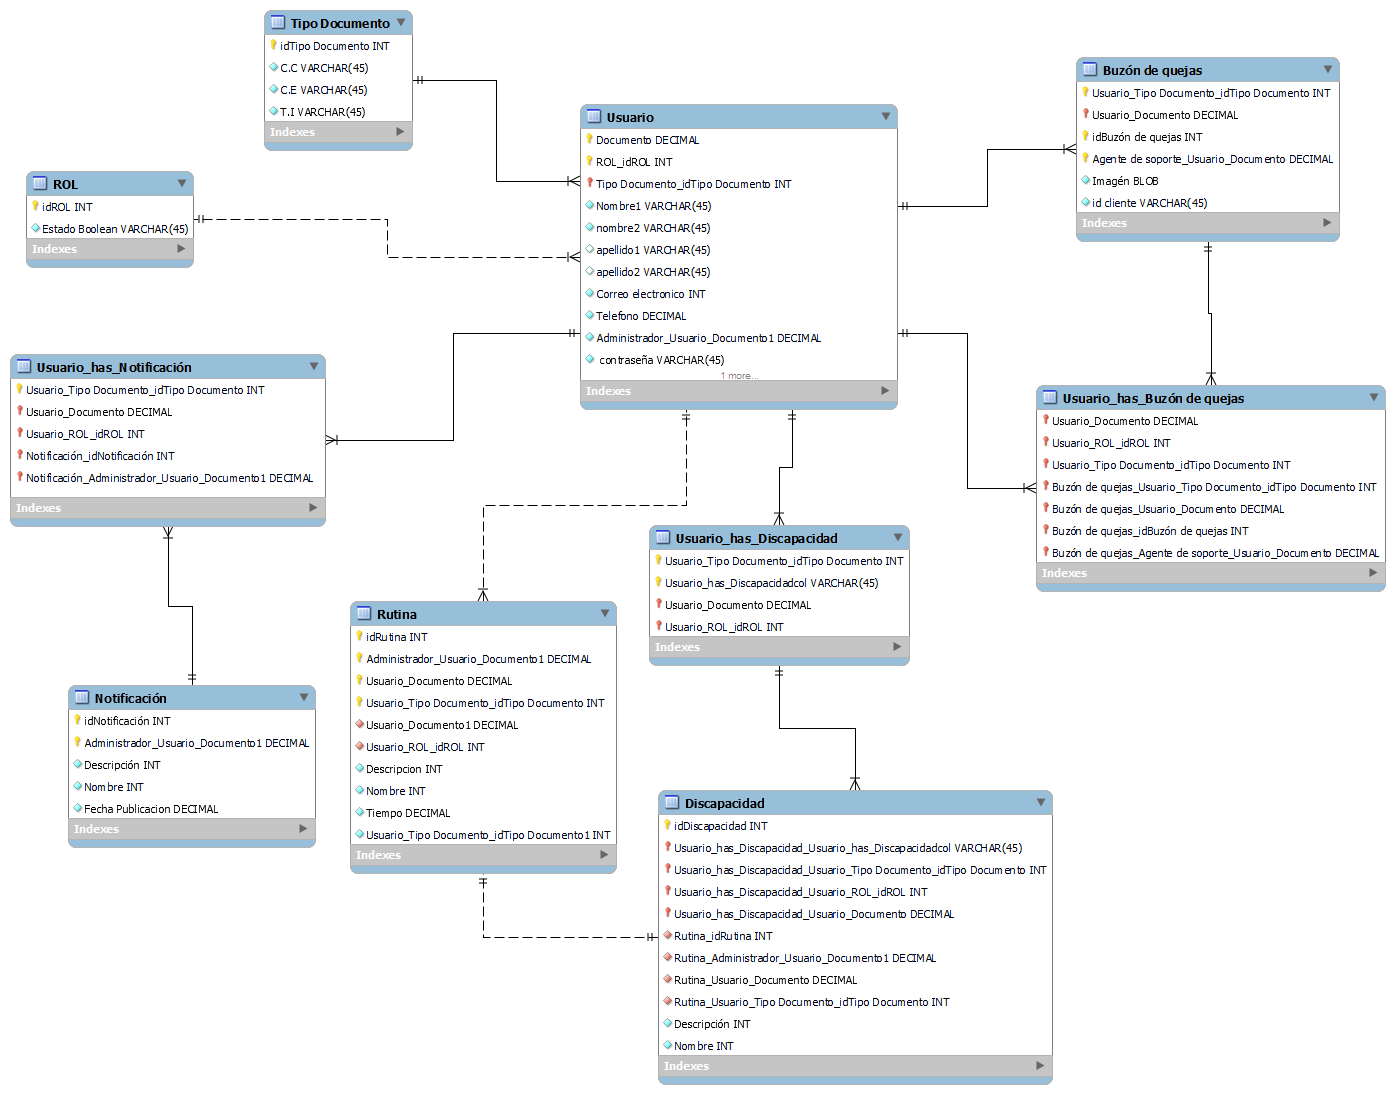 Tipo Documento
idTipo Documento INT
C.C VARCHAR(45)
C.E VARCHAR(45)
T.I VARCHAR(45)
Indexes
ROL
idROL INT
Estado Boolean VARCHAR(45)
Indexes
Usuario
Documento DECIMAL
ROL_idROL INT
Tipo Documento_idTipo Documento INT
Nombre1 VARCHAR(45)
nombre2 VARCHAR(45)
apellido1 VARCHAR(45)
apellido2 VARCHAR(45)
Correo electronico INT
Telefono DECIMAL
Administrador_Usuario_Documento1 DECIMAL
contraseña VARCHAR(45)
1 more...
Indexes
Buzón de quejas
Usuario_Tipo Documento_idTipo Documento INT
Usuario_Documento DECIMAL
idBuzón de quejas INT
Agente de soporte_Usuario_Documento DECIMAL
Imagén BLOB
id cliente VARCHAR(45)
Indexes
Usuario_has_Notificación
Usuario_Tipo Documento_idTipo Documento INT
Usuario_Documento DECIMAL
Usuario_ROL_idROL INT
Notificación_idNotificación INT
Notificación_Administrador_Usuario_Documento1 DECIMAL
Indexes
Usuario_has_Buzón de quejas
Usuario_Documento DECIMAL
Usuario_ROL_idROL INT
Usuario_Tipo Documento_idTipo Documento INT
Buzón de quejas_Usuario_Tipo Documento_idTipo Documento INT
Buzón de quejas_Usuario_Documento DECIMAL
Buzón de quejas_idBuzón de quejas INT
Buzón de quejas_Agente de soporte_Usuario_Documento DECIMAL
Indexes
Usuario_has_Discapacidad
Usuario_Tipo Documento_idTipo Documento INT
Usuario_has_Discapacidadcol VARCHAR(45)
Usuario_Documento DECIMAL
Usuario_ROL_idROL INT
Indexes
Rutina
idRutina INT
Administrador_Usuario_Documento1 DECIMAL
Usuario_Documento DECIMAL
Usuario_Tipo Documento_idTipo Documento INT
Usuario_Documento1 DECIMAL
Usuario_ROL_idROL INT
Descripcion INT
Nombre INT
Tiempo DECIMAL
Usuario_Tipo Documento_idTipo Documento1 INT
Indexes
Notificación
idNotificación INT
Administrador_Usuario_Documento1 DECIMAL
Descripción INT
Nombre INT
Fecha Publicacion DECIMAL
Indexes
Discapacidad
idDiscapacidad INT
Usuario_has_Discapacidad_Usuario_has_Discapacidadcol VARCHAR(45)
Usuario_has_Discapacidad_Usuario_Tipo Documento_idTipo Documento INT
Usuario_has_Discapacidad_Usuario_ROL_idROL INT
Usuario_has_Discapacidad_Usuario_Documento DECIMAL
Rutina_idRutina INT
Rutina_Administrador_Usuario_Documento1 DECIMAL
Rutina_Usuario_Documento DECIMAL
Rutina_Usuario_Tipo Documento_idTipo Documento INT
Descripción INT
Nombre INT
Indexes